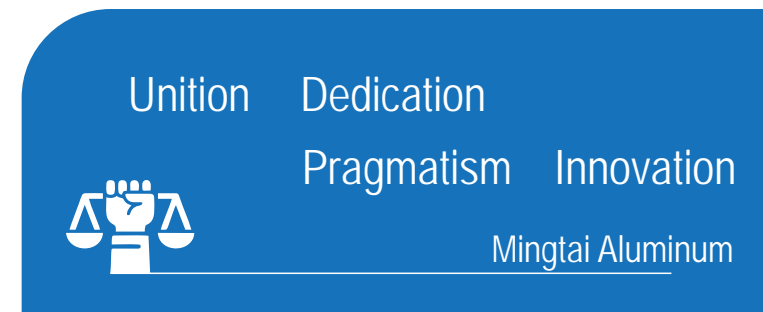 Unition Dedication
Pragmatism Innovation
Mingtai Aluminum